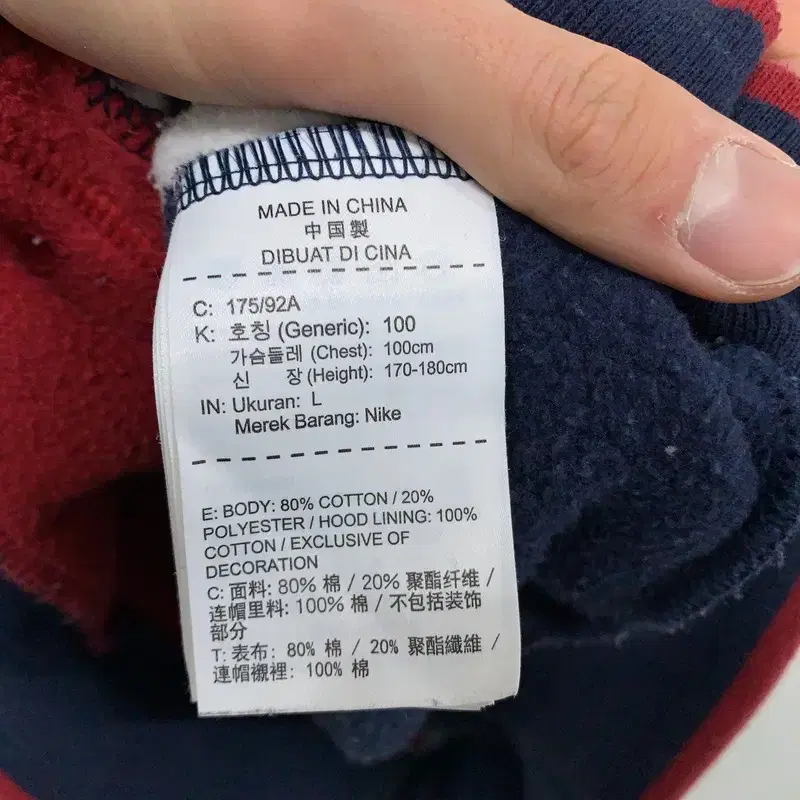 MADE IN CHINA
中国製
DIBUAT DI CINA
C: 175/92A
K: 호칭 (Generic): 100
가슴둘레 (Chest): 100cm
신 장 (Height): 170-180cm
IN: Ukuran: L
Merek Barang: Nike
E: BODY: 80% COTTON / 20%
POLYESTER / HOOD LINING: 100%
COTTON / EXCLUSIVE OF
DECORATION
C: 面料: 80% 棉 / 20% 聚酯纤维 /
连帽里料: 100% 棉 / 不包括装饰
部分
T: 表布: 80% 棉 / 20% 聚酯纖維 /
連帽襯裡: 100% 棉